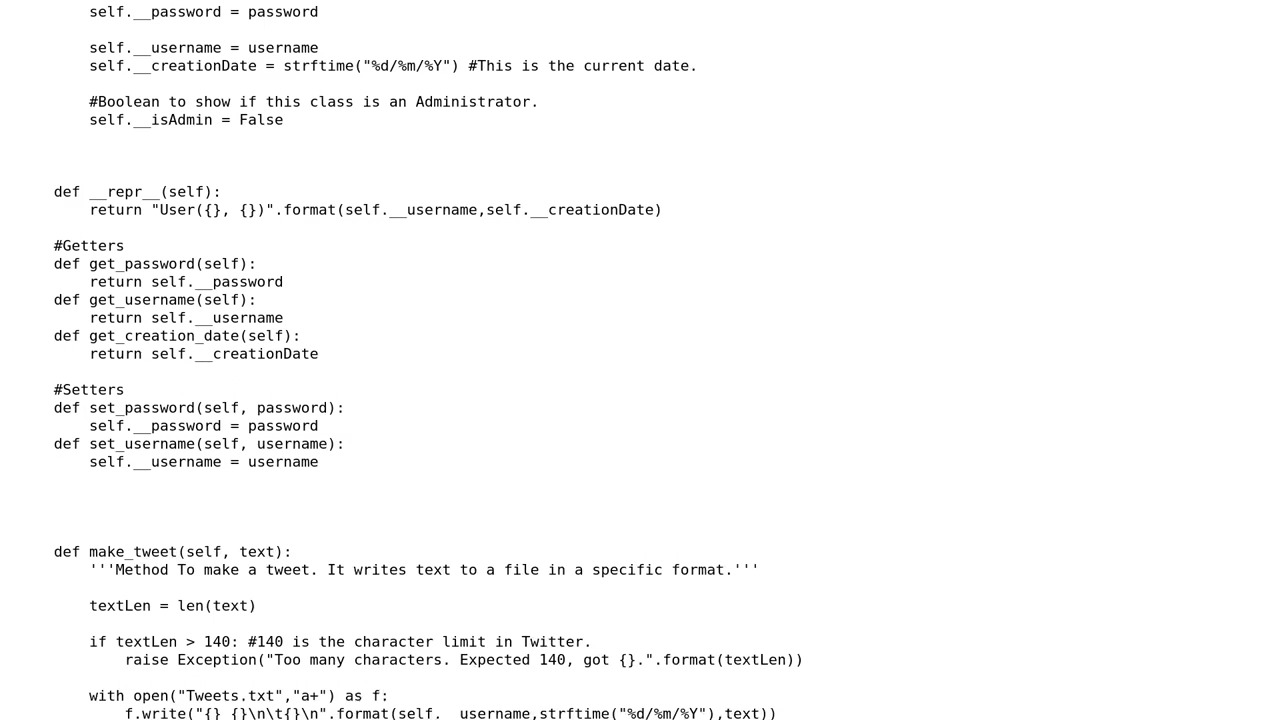 self.__password = password
self.__username = username
self.__creationDate = strftime("%d/%m/%Y") #This is the current date.
#Boolean to show if this class is an Administrator.
self.__isAdmin = False
def __repr__(self):
return "User({}, {})".format(self.__username,self.__creationDate)
#Getters
def get_password(self):
return self.__password
def get_username(self):
return self.__username
def get_creation_date(self):
return self.__creationDate
#Setters
def set_password(self, password):
self.__password = password
def set_username(self, username):
self.__username = username
def make_tweet(self, text):
'''Method To make a tweet. It writes text to a file in a specific format.'''
textLen = len(text)
if textLen > 140: #140 is the character limit in Twitter.
raise Exception("Too many characters. Expected 140, got {}.".format(textLen))
with open("Tweets.txt","a+") as f:
f.write("{} {}\n\t{}\n".format(self.__username,strftime("%d/%m/%Y"),text))